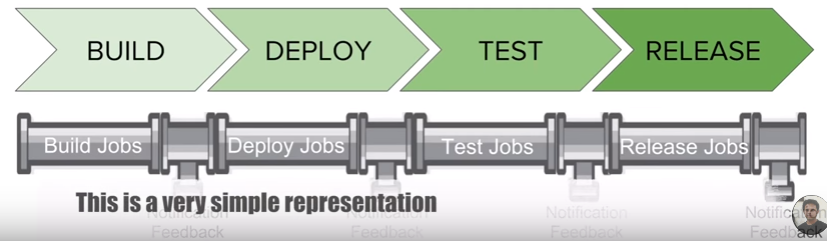 BUILD DEPLOY TEST RELEASE
Build Jobs Deploy Jobs Test Jobs Release Jobs
This is a very simple representation
Notification Notification Notification Notification
Feedback Feedback Feedback Feedback